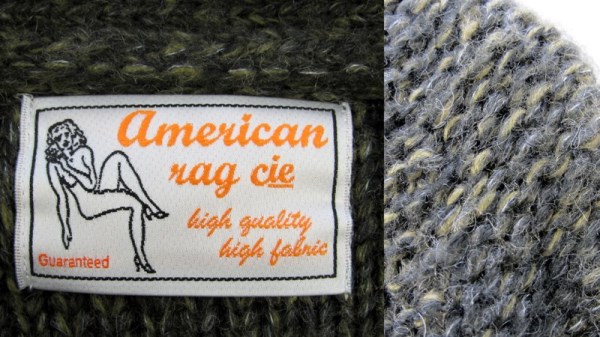 American
rag cie
high quality
high fabric
Guaranteed